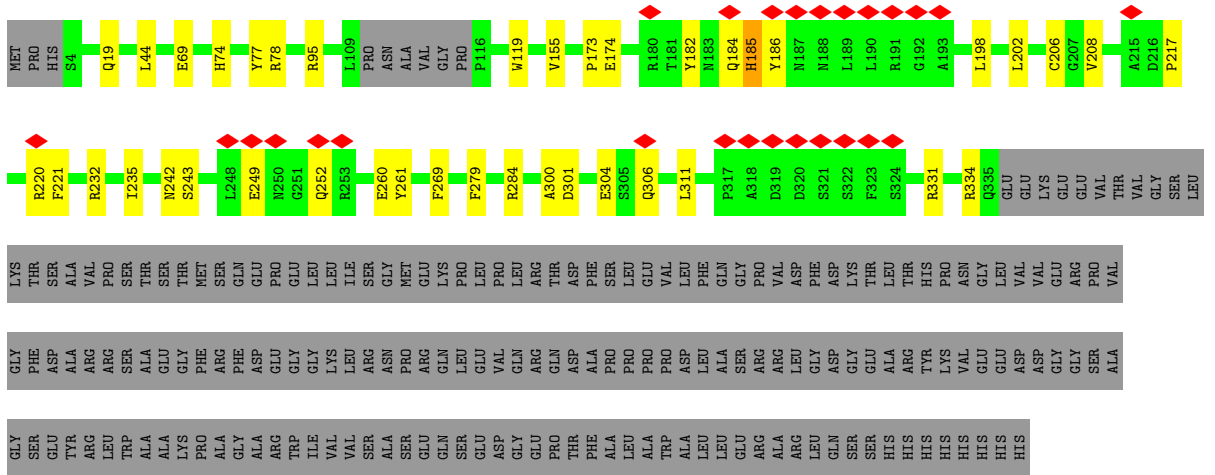 MET PRO HIS S4 Q19 L44 E69 H74 Y77 R78 R95 L109 PRO ASN ALA VAL GLY PRO P116 W119 V155 P173 E174 R180 T181 Y182 N183 Q184 H185 Y186 N187 N188 L189 L190 R191 G192 A193 L198 L202 C206 G207 V208 A215 D216 P217
R220 F221 R232 I235 N242 S243 L248 E249 N250 G251 Q252 R253 E260 Y261 F269 F279 R284 A300 D301 E304 S305 Q306 L311 P317 A318 D319 D320 S321 S322 F323 S324 R331 R334 Q335 GLU GLU LYS GLU GLU VAL THR VAL GLY SER LEU
LYS THR SER ALA VAL PRO SER THR SER THR MET SER GLN GLU PRO GLU LEU LEU ILE SER GLY MET GLU LYS PRO LEU PRO LEU ARG THR ASP PHE SER LEU GLU VAL LEU PHE GLN GLY PRO VAL ASP PHE ASP LYS THR LEU THR HIS PRO ASN GLY LEU VAL VAL GLU ARG PRO VAL
GLY PHE ASP ALA ARG ARG SER ALA GLU GLY PHE ARG PHE ASP GLU GLY GLY LYS LEU ARG ASN PRO ARG GLN LEU GLU VAL GLN ARG GLN ASP ALA PRO PRO PRO PRO ASP LEU ALA SER ARG ARG LEU GLY ASP GLY GLU ALA ARG TYR LYS VAL GLU GLU ASP ASP GLY GLY SER ALA
GLY SER GLU TYR ARG LEU TRP ALA ALA LYS PRO ALA GLY ALA ARG TRP ILE VAL VAL SER ALA SER GLU GLN SER GLU ASP GLY GLU PRO THR PHE ALA LEU ALA TRP ALA LEU LEU GLU ARG ALA ARG LEU GLN SER SER HIS HIS HIS HIS HIS HIS HIS HIS